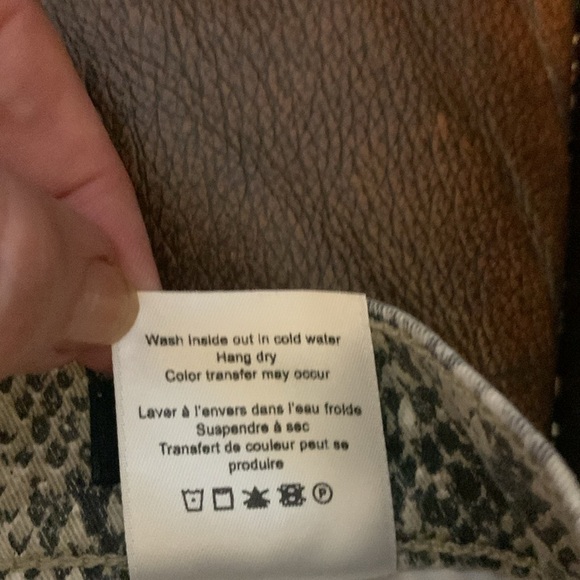 Wash inside out in cold water
Hang dry
Color transfer may occur
Laver à l'envers dans l'eau froide
Suspendre à sec
Transfert de couleur peut se
produire
P